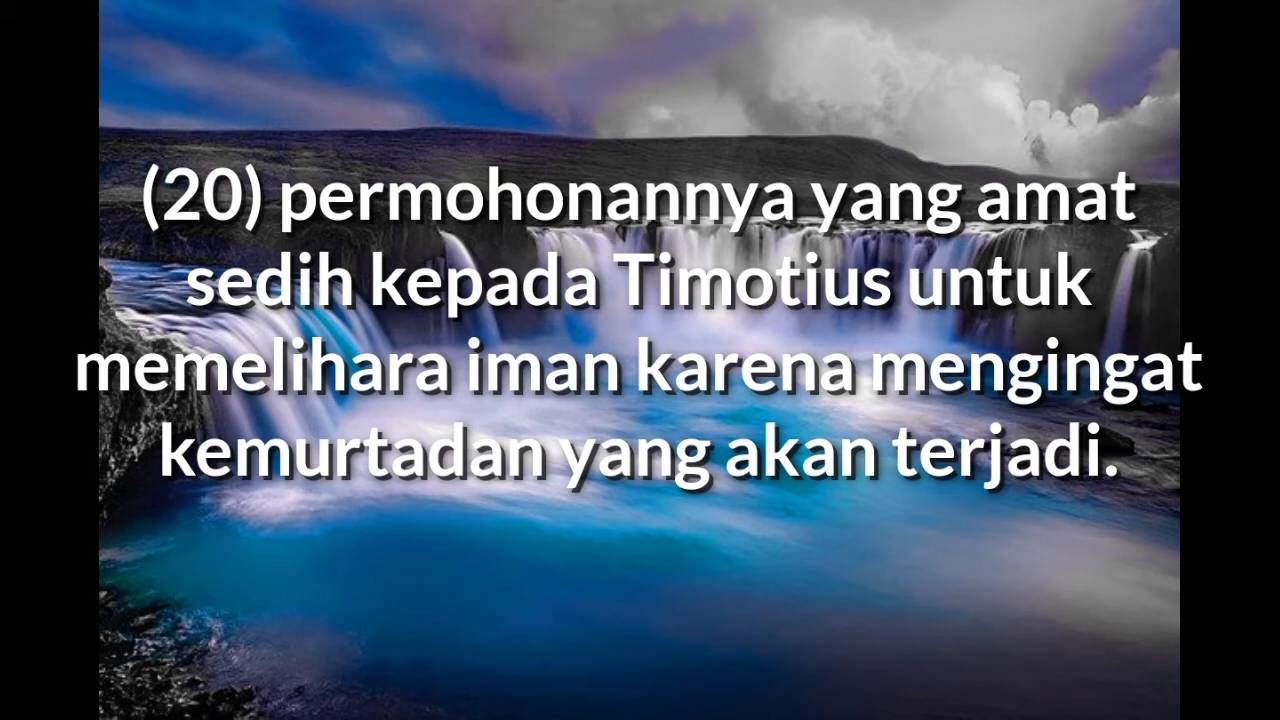 (20) permohonannya yang amat
sedih kepada Timotius untuk
memelihara iman karena mengingat
kemurtadan yang akan terjadi.